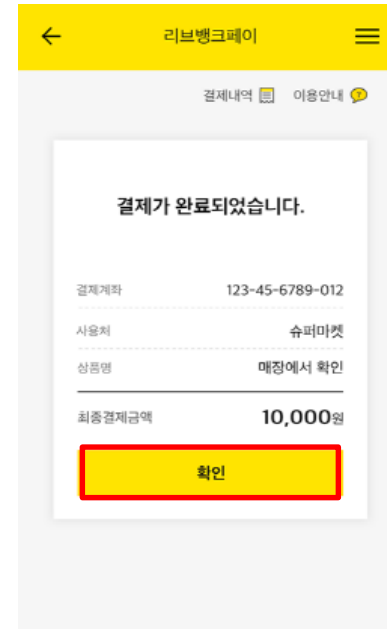 리브뱅크페이
결제내역 이용안내 ?
결제가 완료되었습니다.
결제계좌 123-45-6789-012
사용처 슈퍼마켓
상품명 매장에서 확인
최종결제금액 10,000원
확인